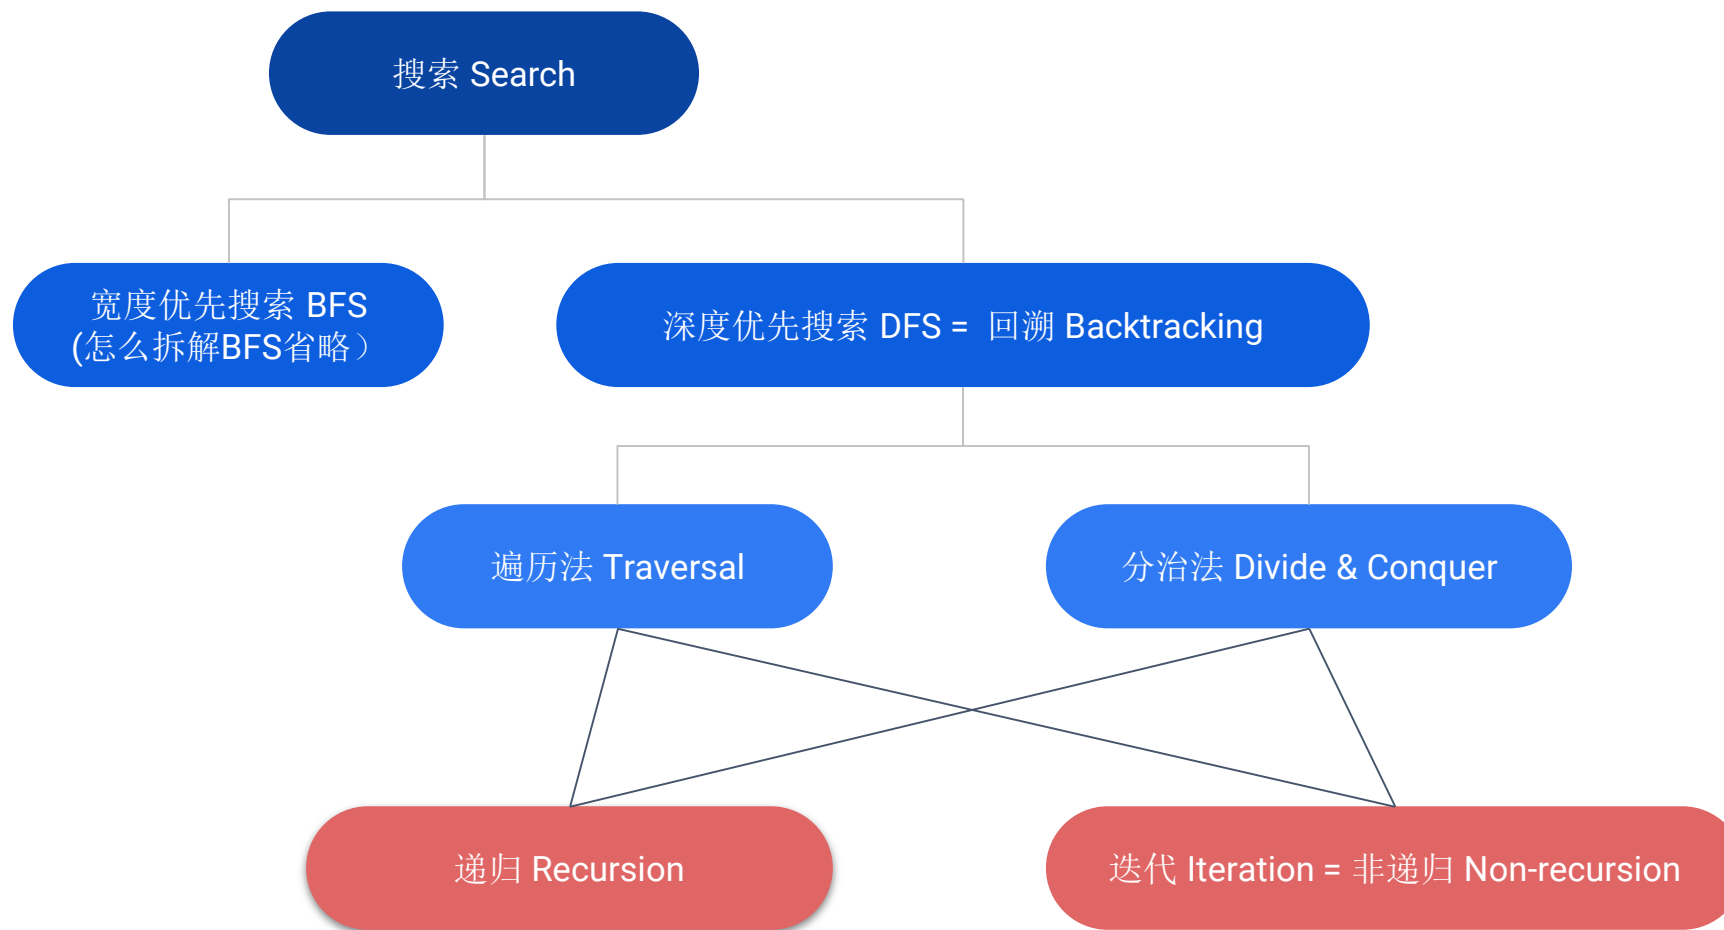 搜索 Search
宽度优先搜索 BFS
(怎么拆解BFS省略）
深度优先搜索 DFS = 回溯 Backtracking
遍历法 Traversal
分治法 Divide & Conquer
递归 Recursion
迭代 Iteration = 非递归 Non-recursion